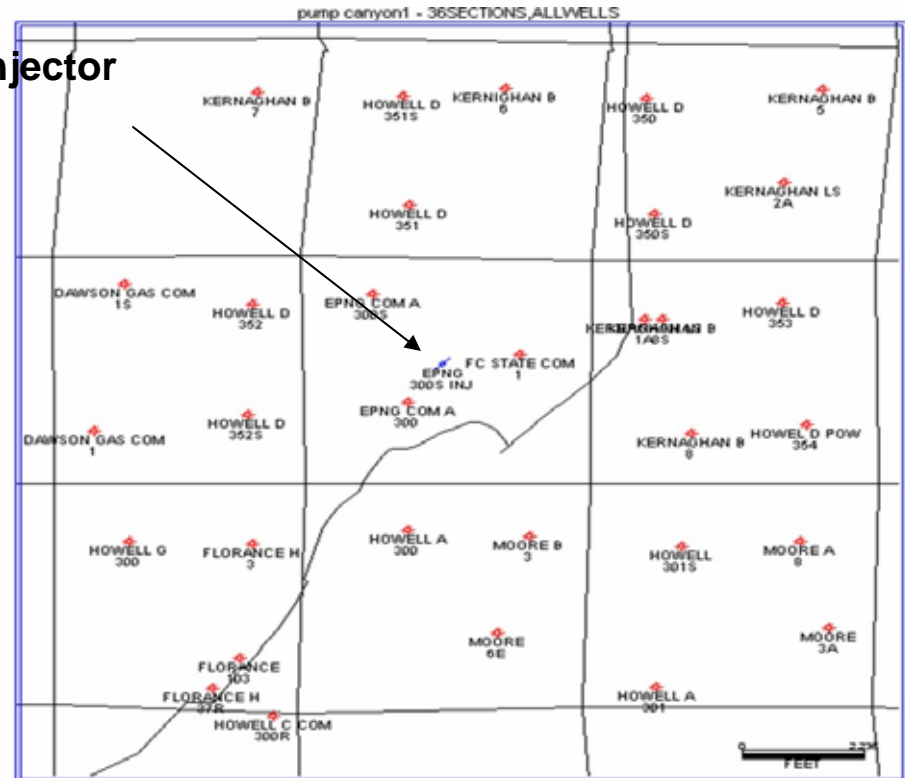 pump canyon1 - 36SECTIONS,ALLWELLS
njector
KERNAGHAN B
7
HOWELL D
351S
KERNIGHAN B
6
HOWELL D
350
KERNAGHAN B
5
KERNAGHAN LS
2A
HOWELL D
351
HOWELL D
350S
DAWSON GAS COM
1S
HOWELL D
352
EPNG COM A
300S
HOWELL D
353
EPNG
300S INJ
FC STATE COM
1
EPNG COM A
300
DAWSON GAS COM
1
HOWELL D
352S
KERNAGHAN B
8
HOWEL D POW
354
HOWELL G
300
FLORANCE H
3
HOWELL A
300
MOORE B
3
HOWELL
301S
MOORE A
8
MOORE
6E
MOORE
3A
FLORANCE
103
FLORANCE H
37R
HOWELL C COM
300R
HOWELL A
301
0
FEET